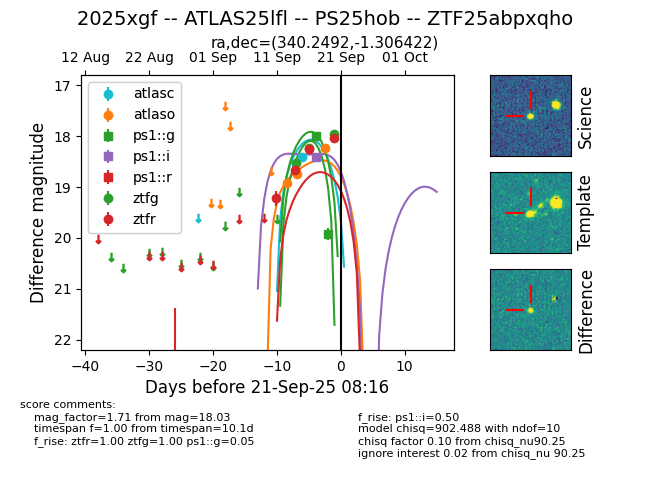 2025xgf -- ATLAS25lfl -- PS25hob -- ZTF25abpxqho
ra,dec=(340.2492,-1.306422)
12 Aug 22 Aug 01 Sep 11 Sep 21 Sep 01 Oct
17
18
19
20
21
22
Difference magnitude
atlasc
atlaso
ps1::g
ps1::i
ps1::r
ztfg
ztfr
−40 −30 −20 −10 0 10
Days before 21-Sep-25 08:16
Science
Template
Difference
score comments:
mag_factor=1.71 from mag=18.03
timespan f=1.00 from timespan=10.1d
f_rise: ztfr=1.00 ztfg=1.00 ps1::g=0.05
f_rise: ps1::i=0.50
model chisq=902.488 with ndof=10
chisq factor 0.10 from chisq_nu90.25
ignore interest 0.02 from chisq_nu 90.25